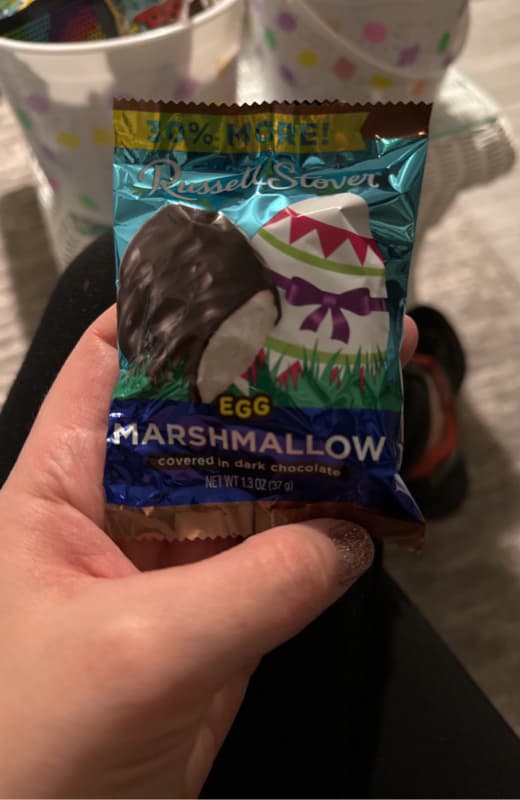 30% MORE!
Russell Stover
EGG
MARSHMALLOW
covered in dark chocolate
NET WT 1.3 OZ (37 g)